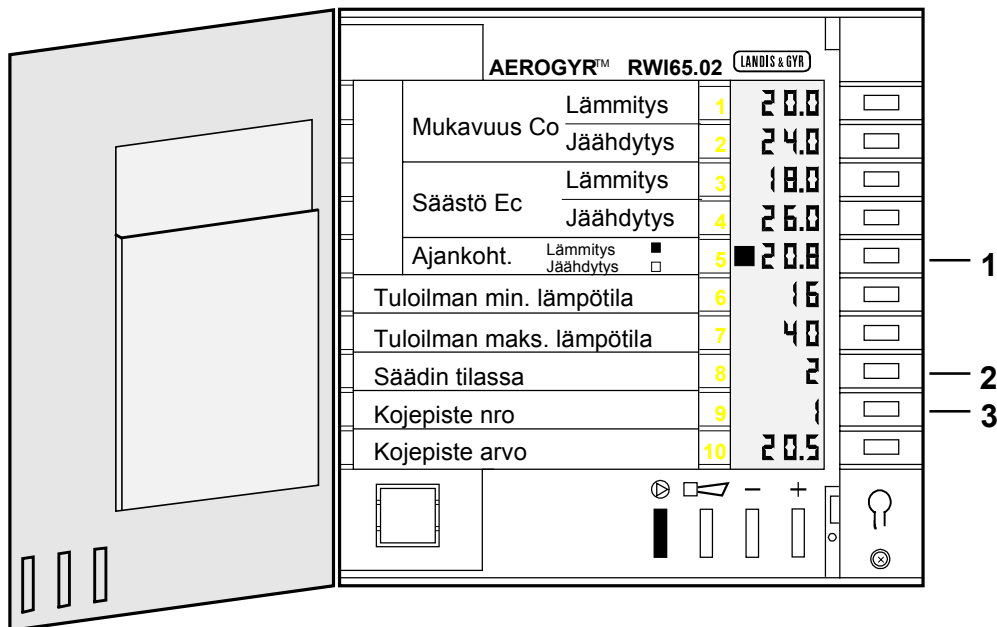 AEROGYR™ RWI65.02 LANDIS & GYR
Mukavuus Co Lämmitys 1 20.0
Jäähdytys 2 24.0
Säästö Ec Lämmitys 3 18.0
Jäähdytys 4 26.0
Ajankoht. Lämmitys ■ 5 ■20.8 1
Jäähdytys □
Tuloilman min. lämpötila 6 16
Tuloilman maks. lämpötila 7 40
Säädin tilassa 8 2 2
Kojepiste nro 9 1 3
Kojepiste arvo 10 20.5
− +